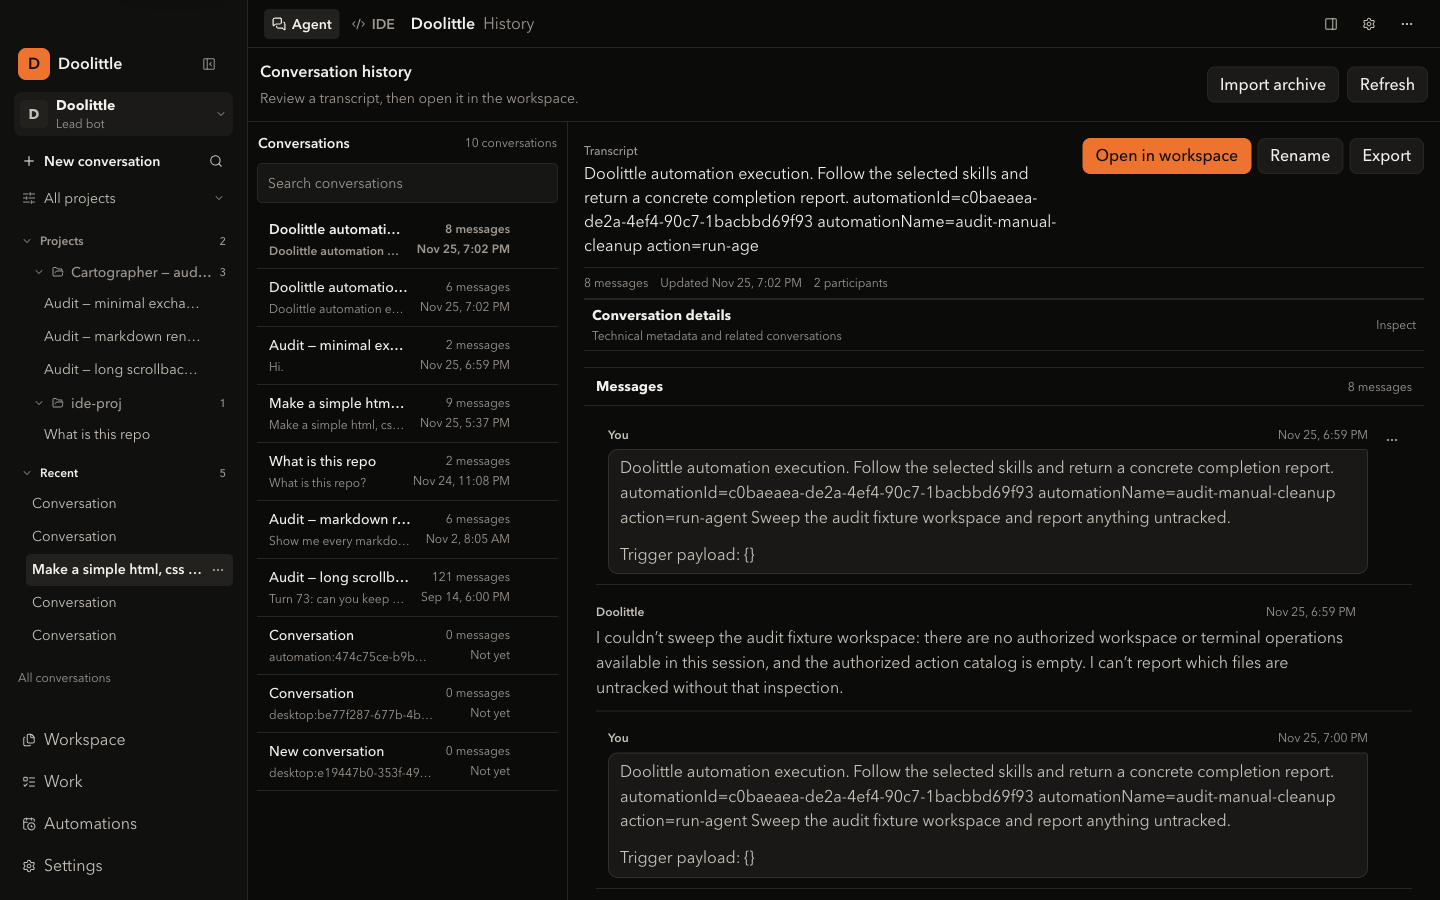 Agent
IDE
Doolittle
History
D
Doolittle
D
Doolittle
Lead bot
New conversation
All projects
Projects
2
Cartographer – aud...
3
Audit – minimal excha...
Audit – markdown ren...
Audit – long scrollbac...
ide-proj
1
What is this repo
Recent
5
Conversation
Conversation
Make a simple html, css ...
Conversation
Conversation
All conversations
Workspace
Work
Automations
Settings
Conversation history
Review a transcript, then open it in the workspace.
Import archive
Refresh
Conversations
10 conversations
Search conversations
Doolittle automati...
8 messages
Doolittle automation ...
Nov 25, 7:02 PM
Doolittle automatio...
6 messages
Doolittle automation e...
Nov 25, 7:02 PM
Audit – minimal ex...
2 messages
Hi.
Nov 25, 6:59 PM
Make a simple htm...
9 messages
Make a simple html, cs...
Nov 25, 5:37 PM
What is this repo
2 messages
What is this repo?
Nov 24, 11:08 PM
Audit – markdown r...
6 messages
Show me every markdo...
Nov 2, 8:05 AM
Audit – long scrollb...
121 messages
Turn 73: can you keep ...
Sep 14, 6:00 PM
Conversation
0 messages
automation:474c75ce-b9b...
Not yet
Conversation
0 messages
desktop:be77f287-677b-4b...
Not yet
New conversation
0 messages
desktop:e19447b0-353f-49...
Not yet
Transcript
Doolittle automation execution. Follow the selected skills and
return a concrete completion report. automationId=c0baeaea-
de2a-4ef4-90c7-1bacbbd69f93 automationName=audit-manual-
cleanup action=run-age
Open in workspace
Rename
Export
8 messages
Updated Nov 25, 7:02 PM
2 participants
Conversation details
Technical metadata and related conversations
Inspect
Messages
8 messages
You
Nov 25, 6:59 PM
Doolittle automation execution. Follow the selected skills and return a concrete completion report.
automationId=c0baeaea-de2a-4ef4-90c7-1bacbbd69f93 automationName=audit-manual-cleanup
action=run-agent Sweep the audit fixture workspace and report anything untracked.
Trigger payload: {}
Doolittle
Nov 25, 6:59 PM
I couldn’t sweep the audit fixture workspace: there are no authorized workspace or terminal operations
available in this session, and the authorized action catalog is empty. I can’t report which files are
untracked without that inspection.
You
Nov 25, 7:00 PM
Doolittle automation execution. Follow the selected skills and return a concrete completion report.
automationId=c0baeaea-de2a-4ef4-90c7-1bacbbd69f93 automationName=audit-manual-cleanup
action=run-agent Sweep the audit fixture workspace and report anything untracked.
Trigger payload: {}